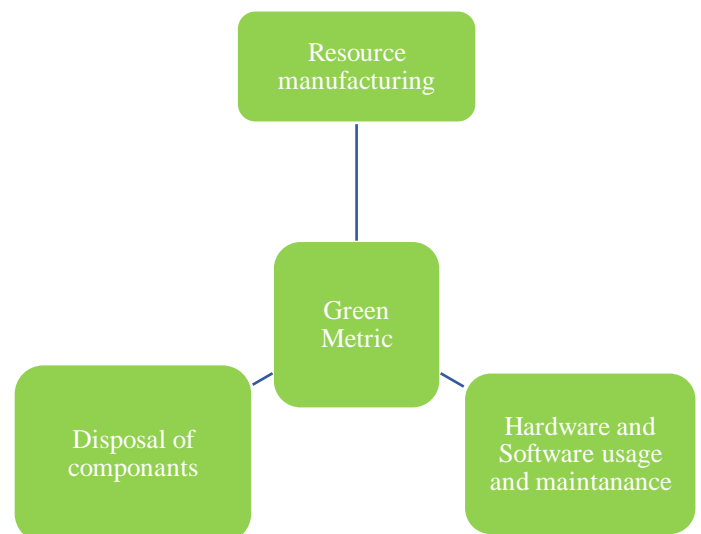 Resource
manufacturing
Green
Metric
Disposal of
componants
Hardware and
Software usage
and maintanance